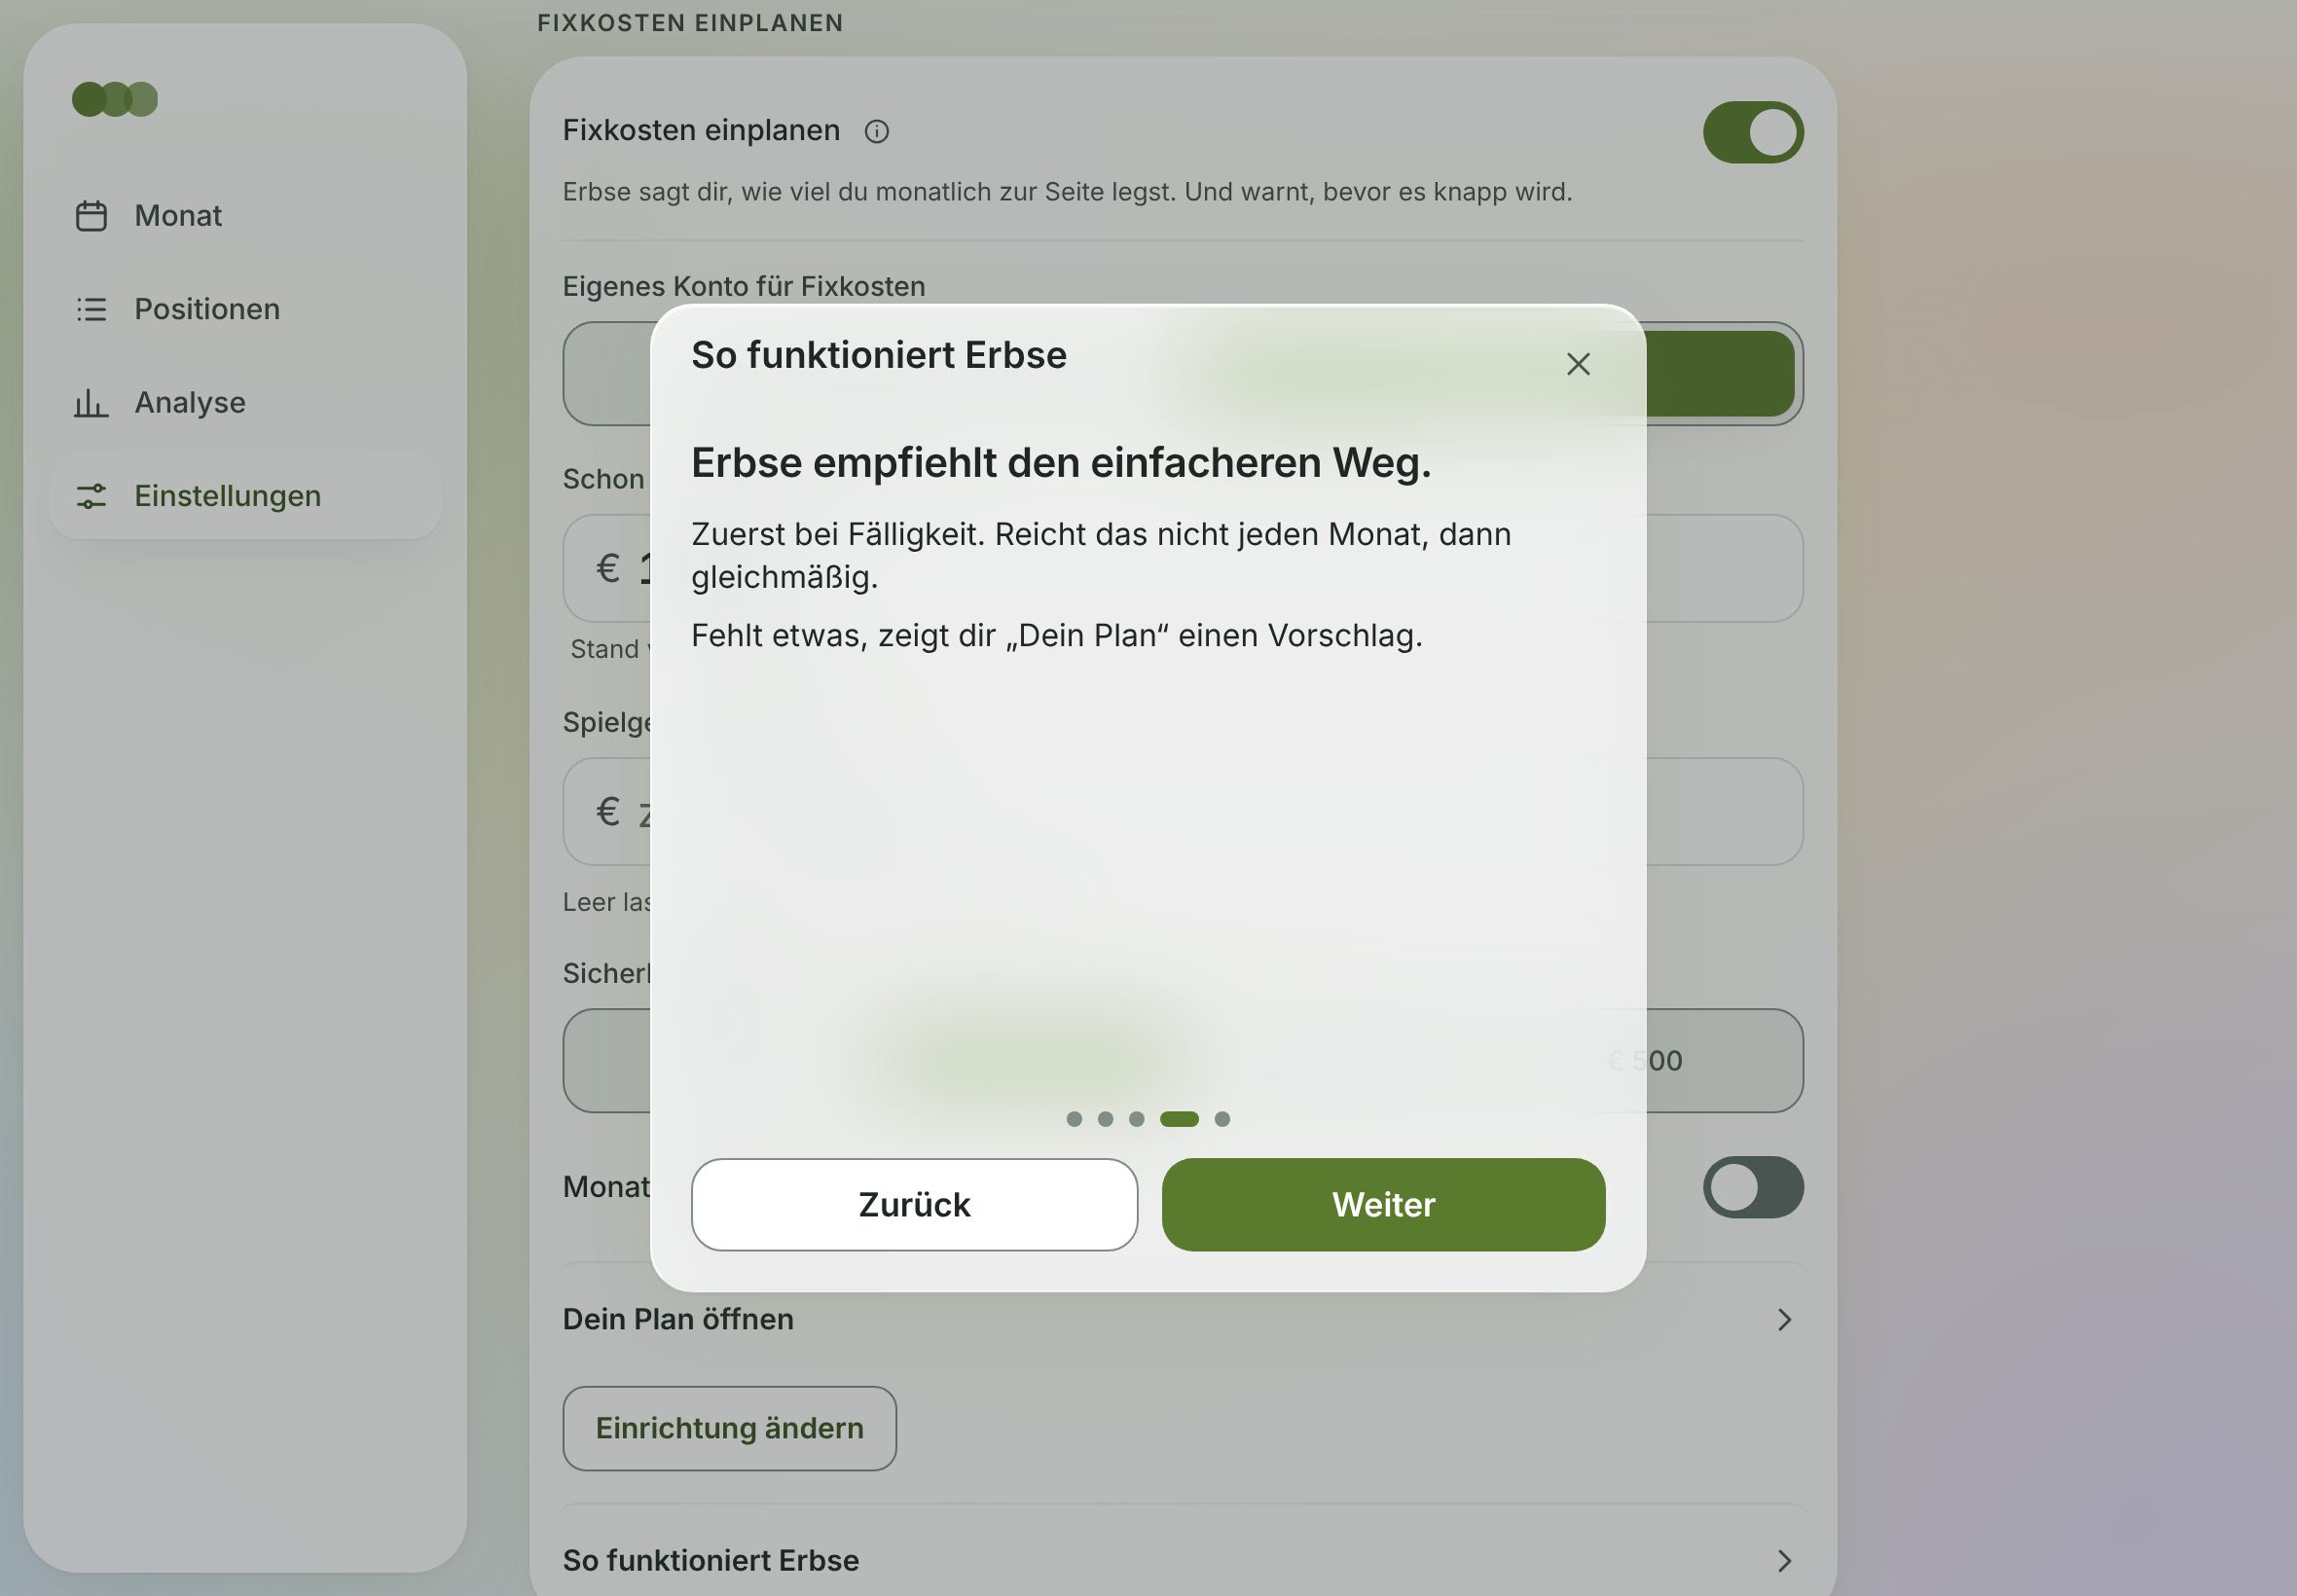 FIXKOSTEN EINPLANEN
Monat
Positionen
Analyse
Einstellungen
Fixkosten einplanen
Erbse sagt dir, wie viel du monatlich zur Seite legst. Und warnt, bevor es knapp wird.
Eigenes Konto für Fixkosten
So funktioniert Erbse
Erbse empfiehlt den einfacheren Weg.
Zuerst bei Fälligkeit. Reicht das nicht jeden Monat, dann
gleichmäßig.
Fehlt etwas, zeigt dir „Dein Plan“ einen Vorschlag.
Zurück
Weiter
Schon
€
Stand
€
Leer
€ 500
Monat
Dein Plan öffnen
Einrichtung ändern
So funktioniert Erbse